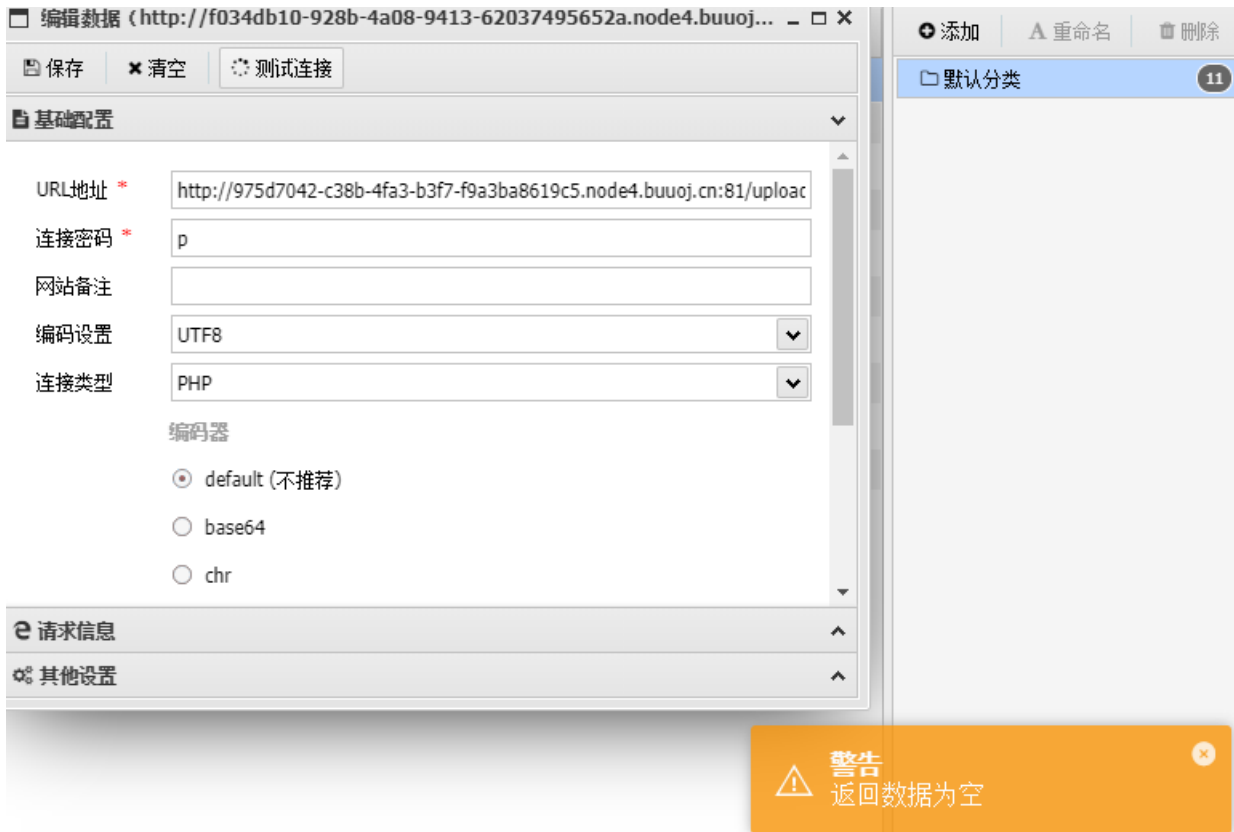 编辑数据 (http://f034db10-928b-4a08-9413-62037495652a.node4.buuoj...
保存 清空 测试连接
基础配置
URL地址 * http://975d7042-c38b-4fa3-b3f7-f9a3ba8619c5.node4.buuoj.cn:81/upload
连接密码 * p
网站备注
编码设置 UTF8
连接类型 PHP
编码器
default (不推荐)
base64
chr
请求信息
其他设置
添加 重命名 删除
默认分类 11
警告
返回数据为空